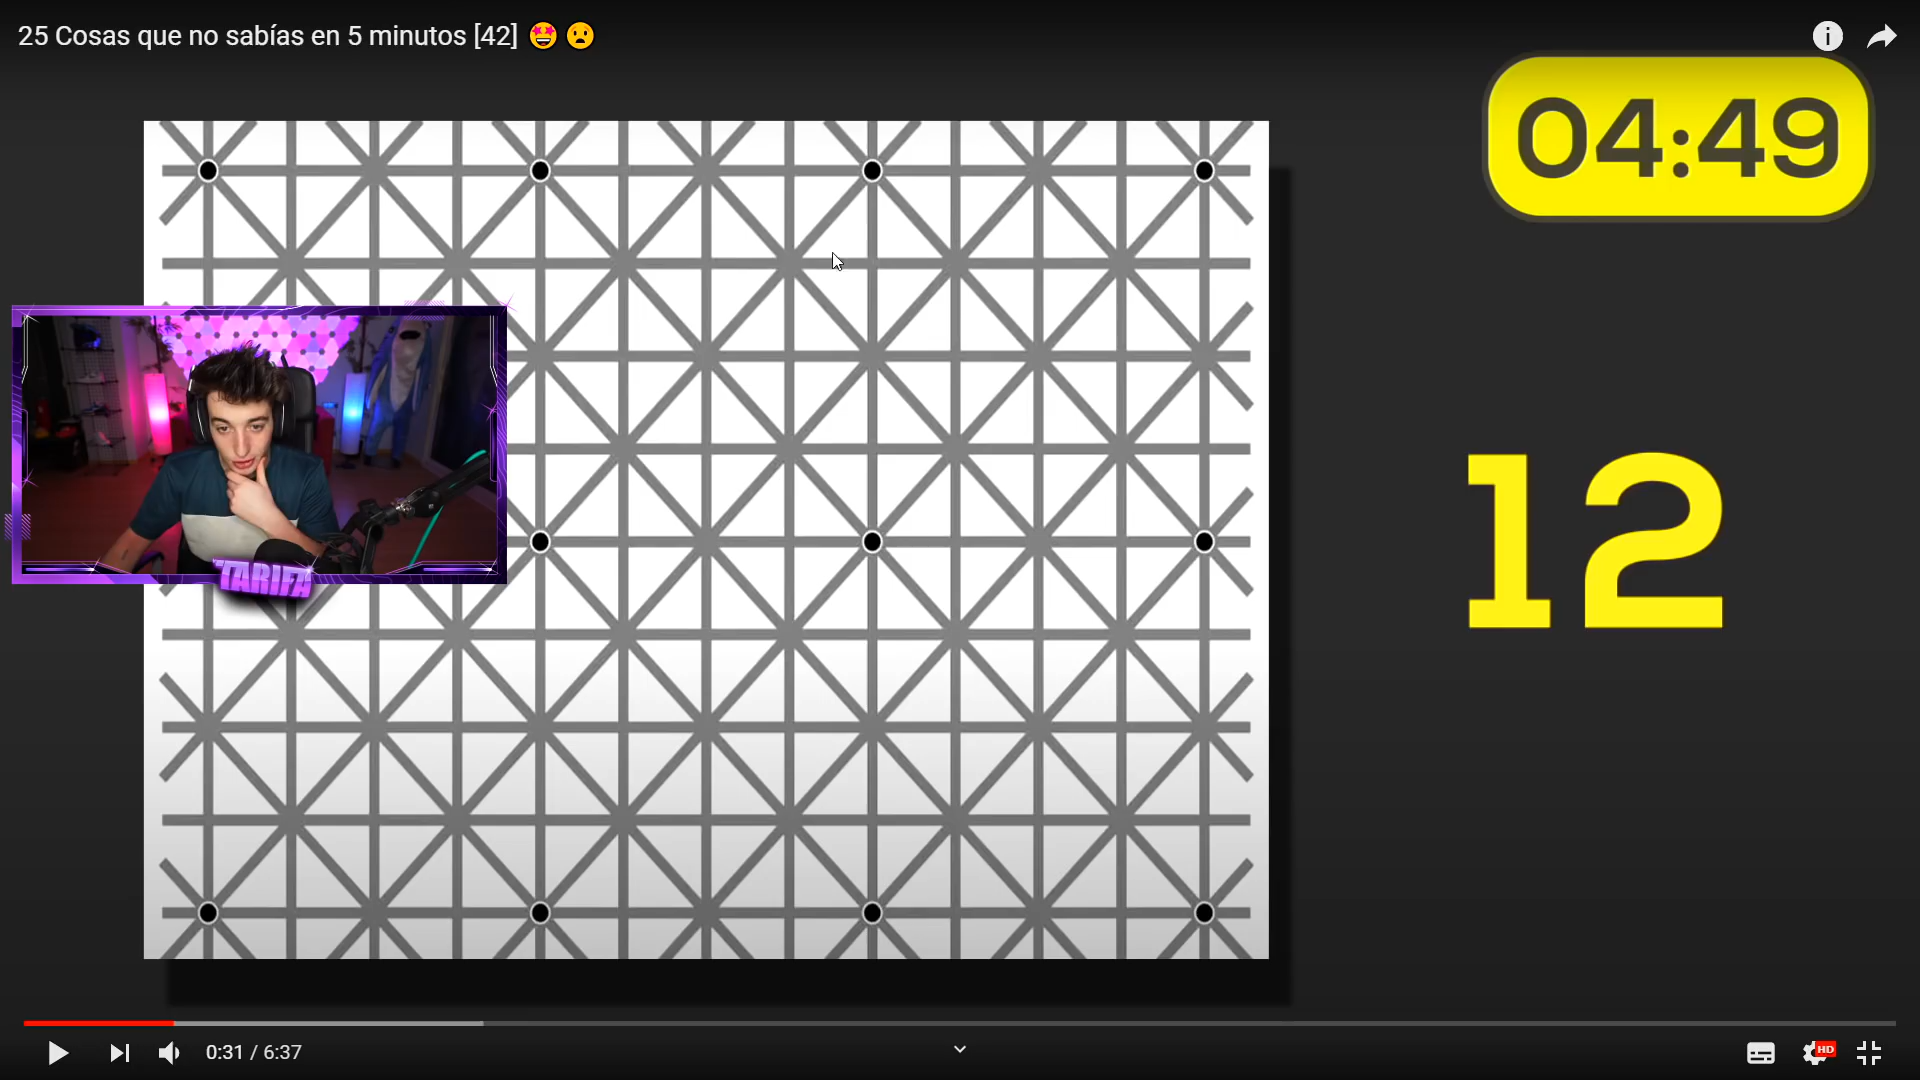 25 Cosas que no sabías en 5 minutos [42] 🤩 😦
04:49
12
TARIFA
0:31 / 6:37
HD